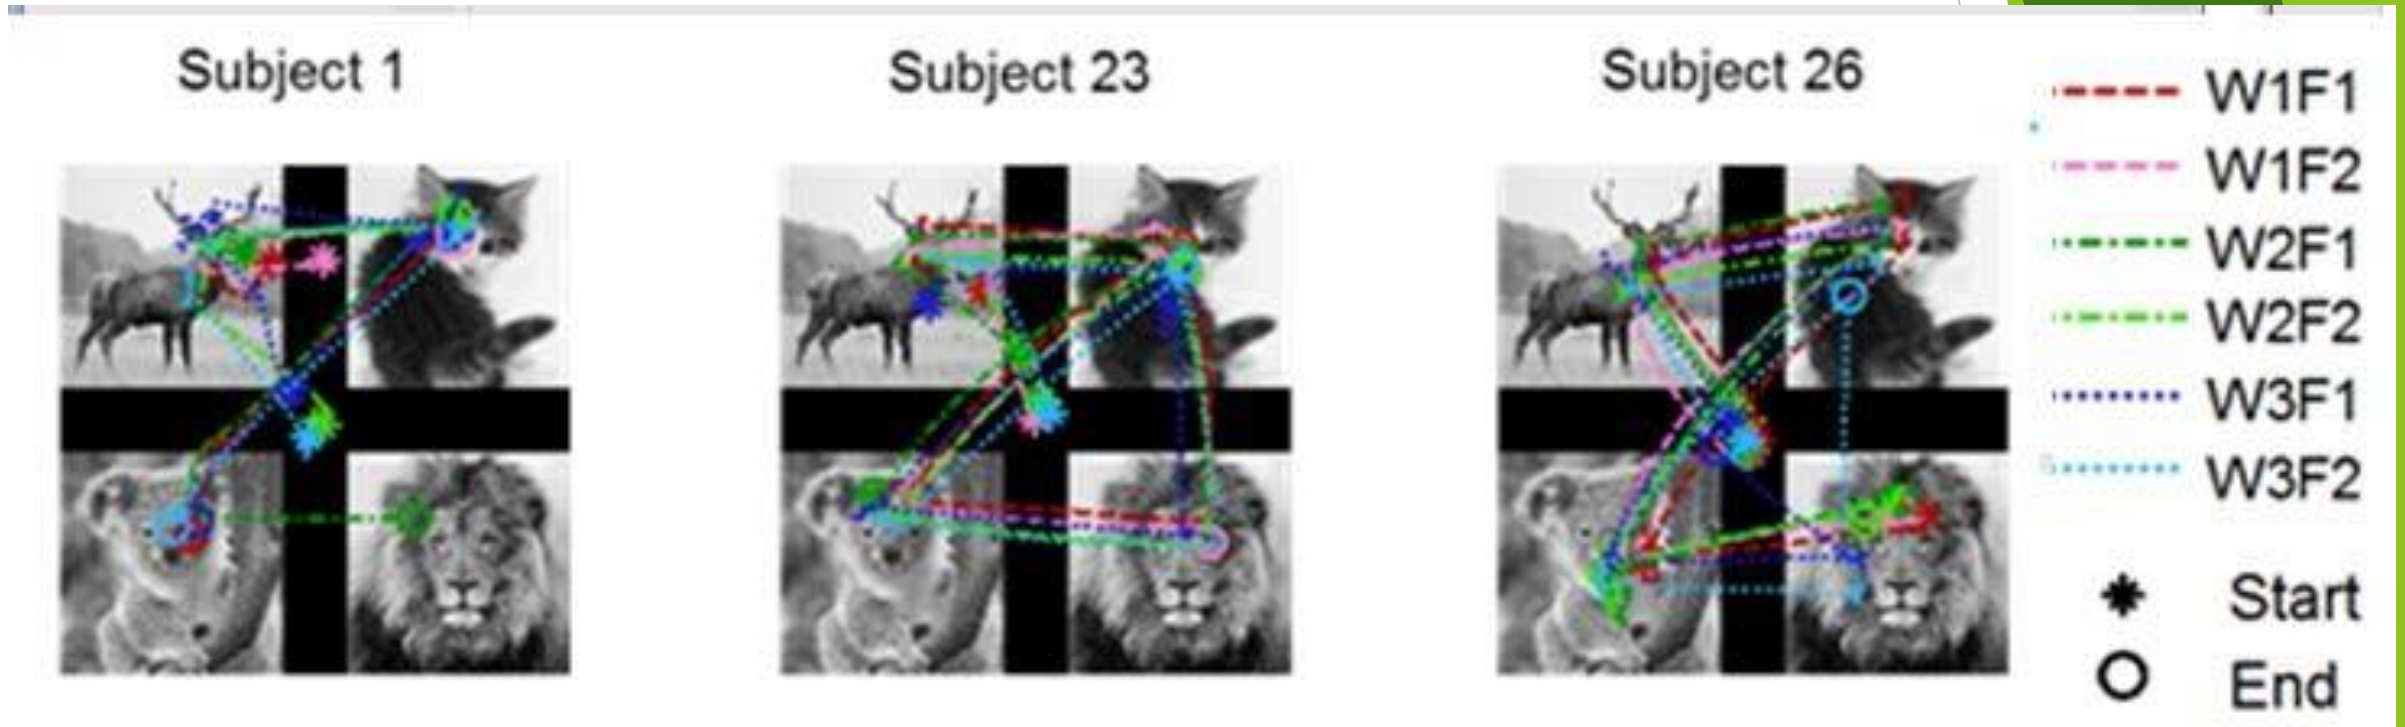 Subject 1
Subject 23
Subject 26
W1F1
W1F2
W2F1
W2F2
W3F1
W3F2
Start
End